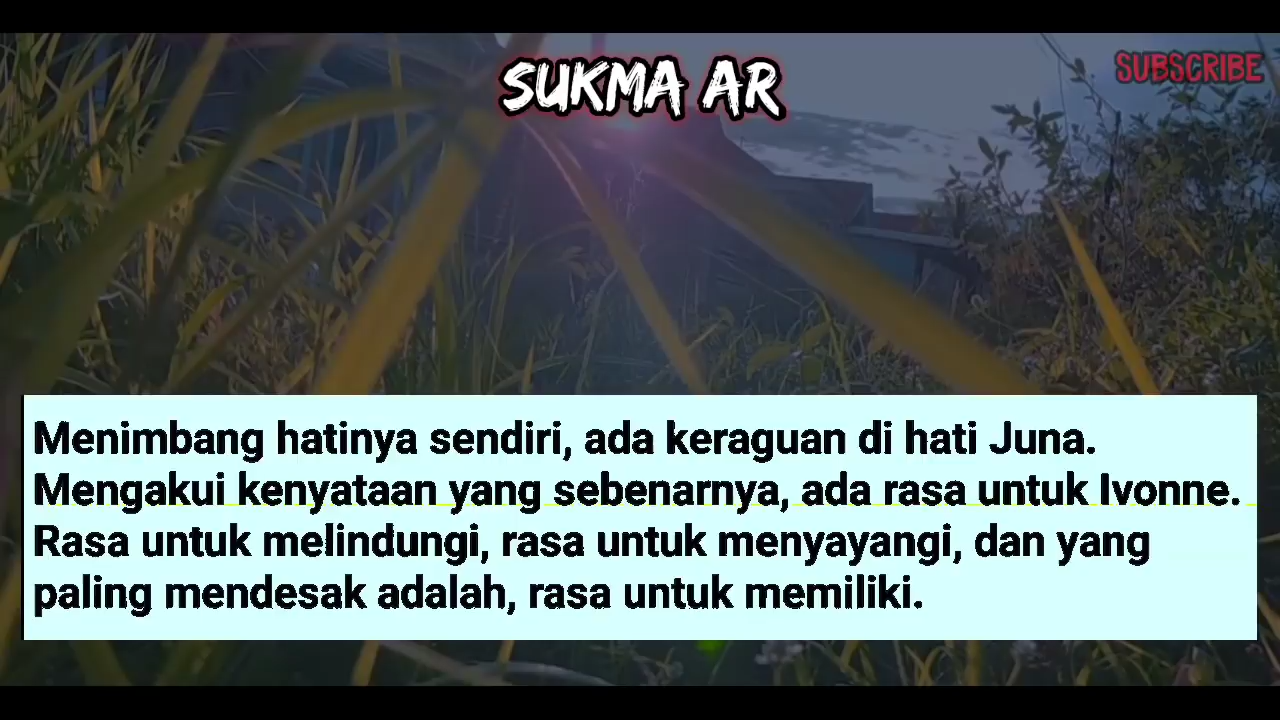 SUKMA AR
SUBSCRIBE
Menimbang hatinya sendiri, ada keraguan di hati Juna.
Mengakui kenyataan yang sebenarnya, ada rasa untuk Ivonne.
Rasa untuk melindungi, rasa untuk menyayangi, dan yang
paling mendesak adalah, rasa untuk memiliki.